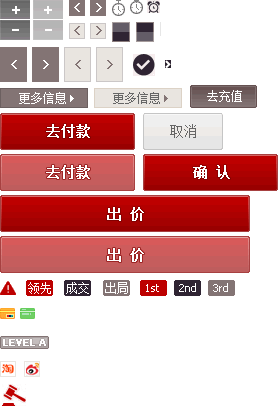 更多信息 更多信息 去充值
去付款 取消
去付款 确 认
出 价
出 价
领先 成交 出局 1st 2nd 3rd
LEVEL A
淘